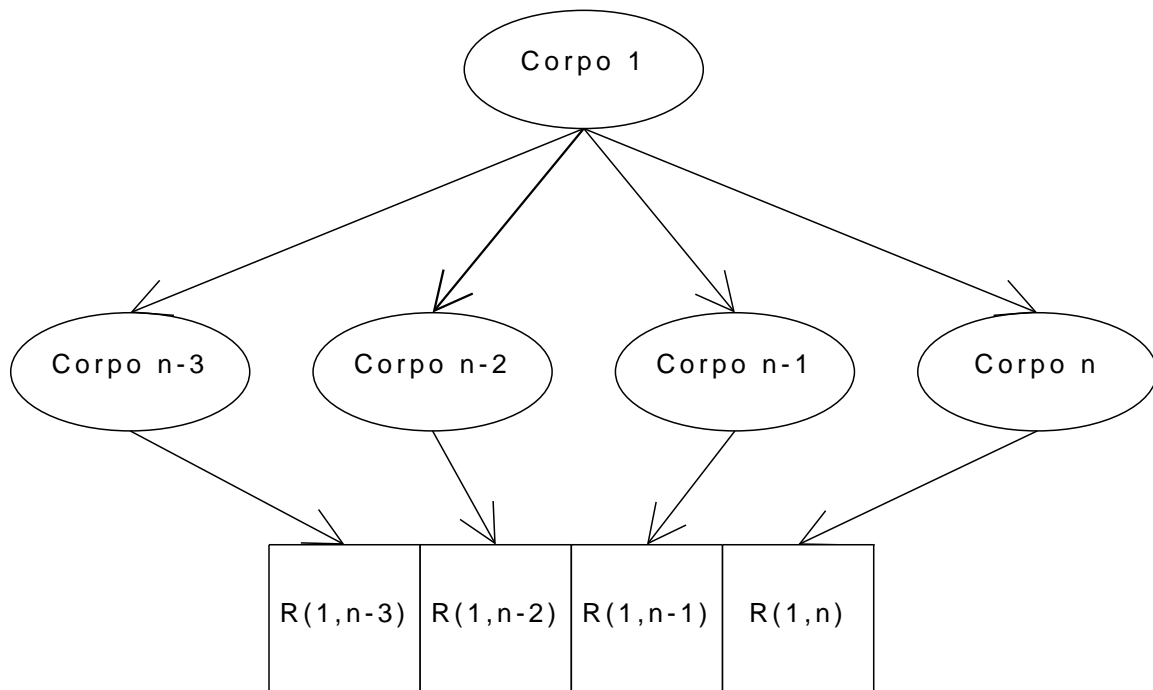 Corpo 1
Corpo n-3 Corpo n-2 Corpo n-1 Corpo n
R(1,n-3) R(1,n-2) R(1,n-1) R(1,n)